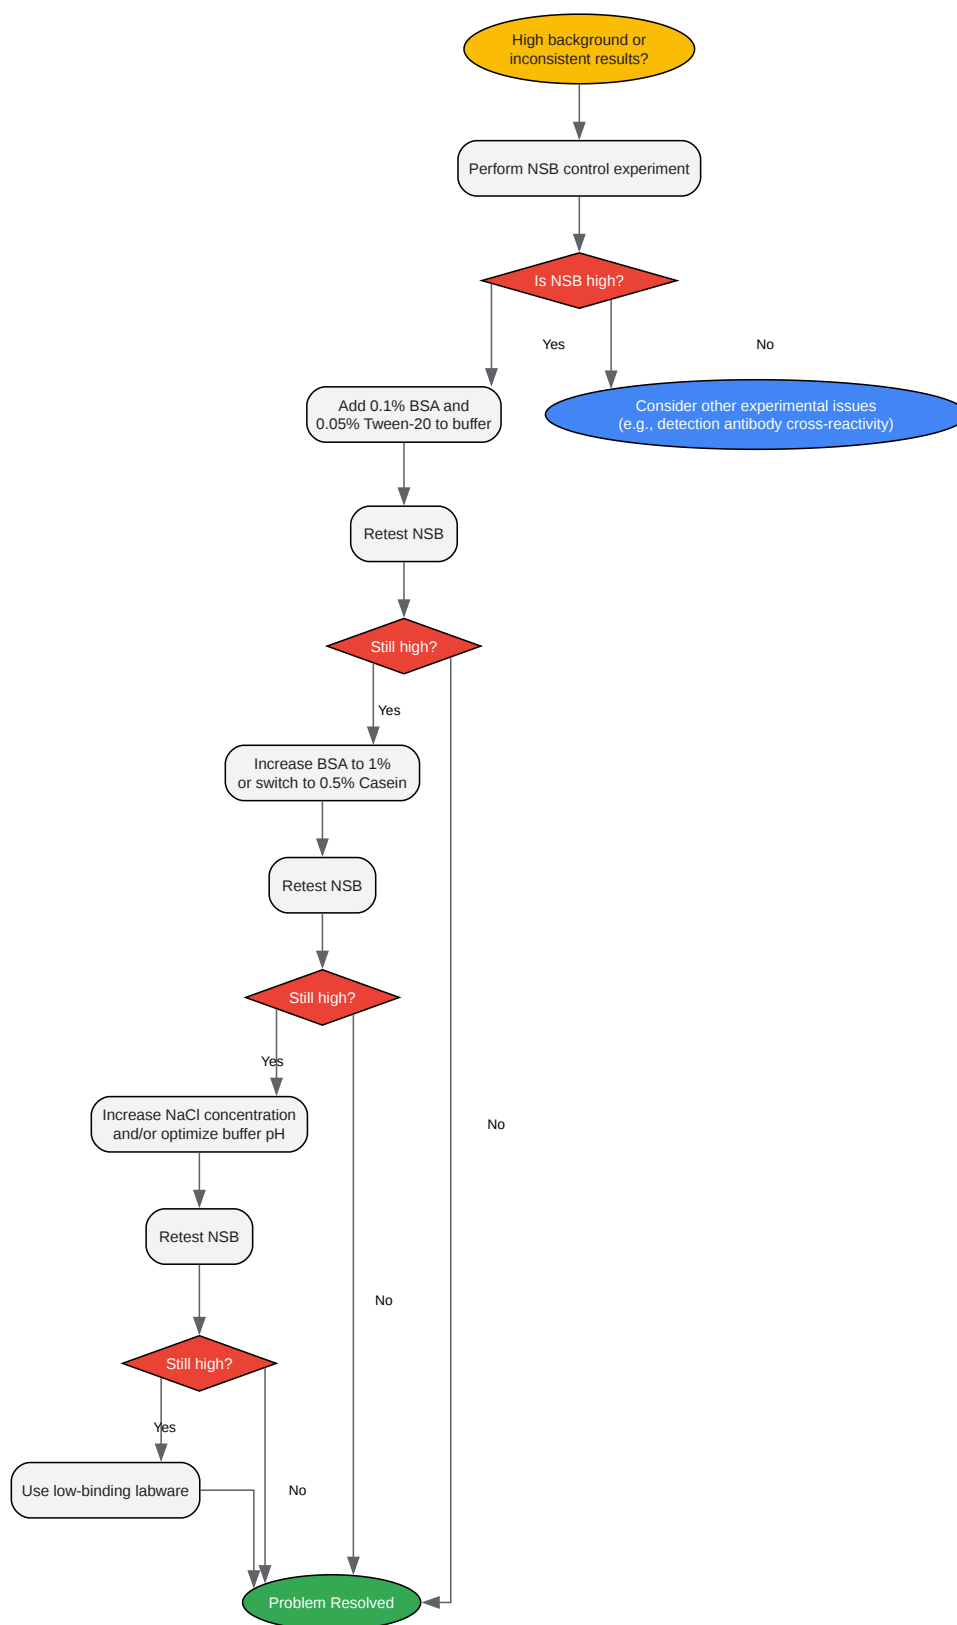 High background or
inconsistent results?
Perform NSB control experiment
Is NSB high?
Yes
No
Add 0.1% BSA and
0.05% Tween-20 to buffer
Consider other experimental issues
(e.g., detection antibody cross-reactivity)
Retest NSB
Still high?
Yes
Increase BSA to 1%
or switch to 0.5% Casein
Retest NSB
Still high?
Yes
Increase NaCl concentration
and/or optimize buffer pH
No
Retest NSB
No
Still high?
Yes
Use low-binding labware
No
Problem Resolved